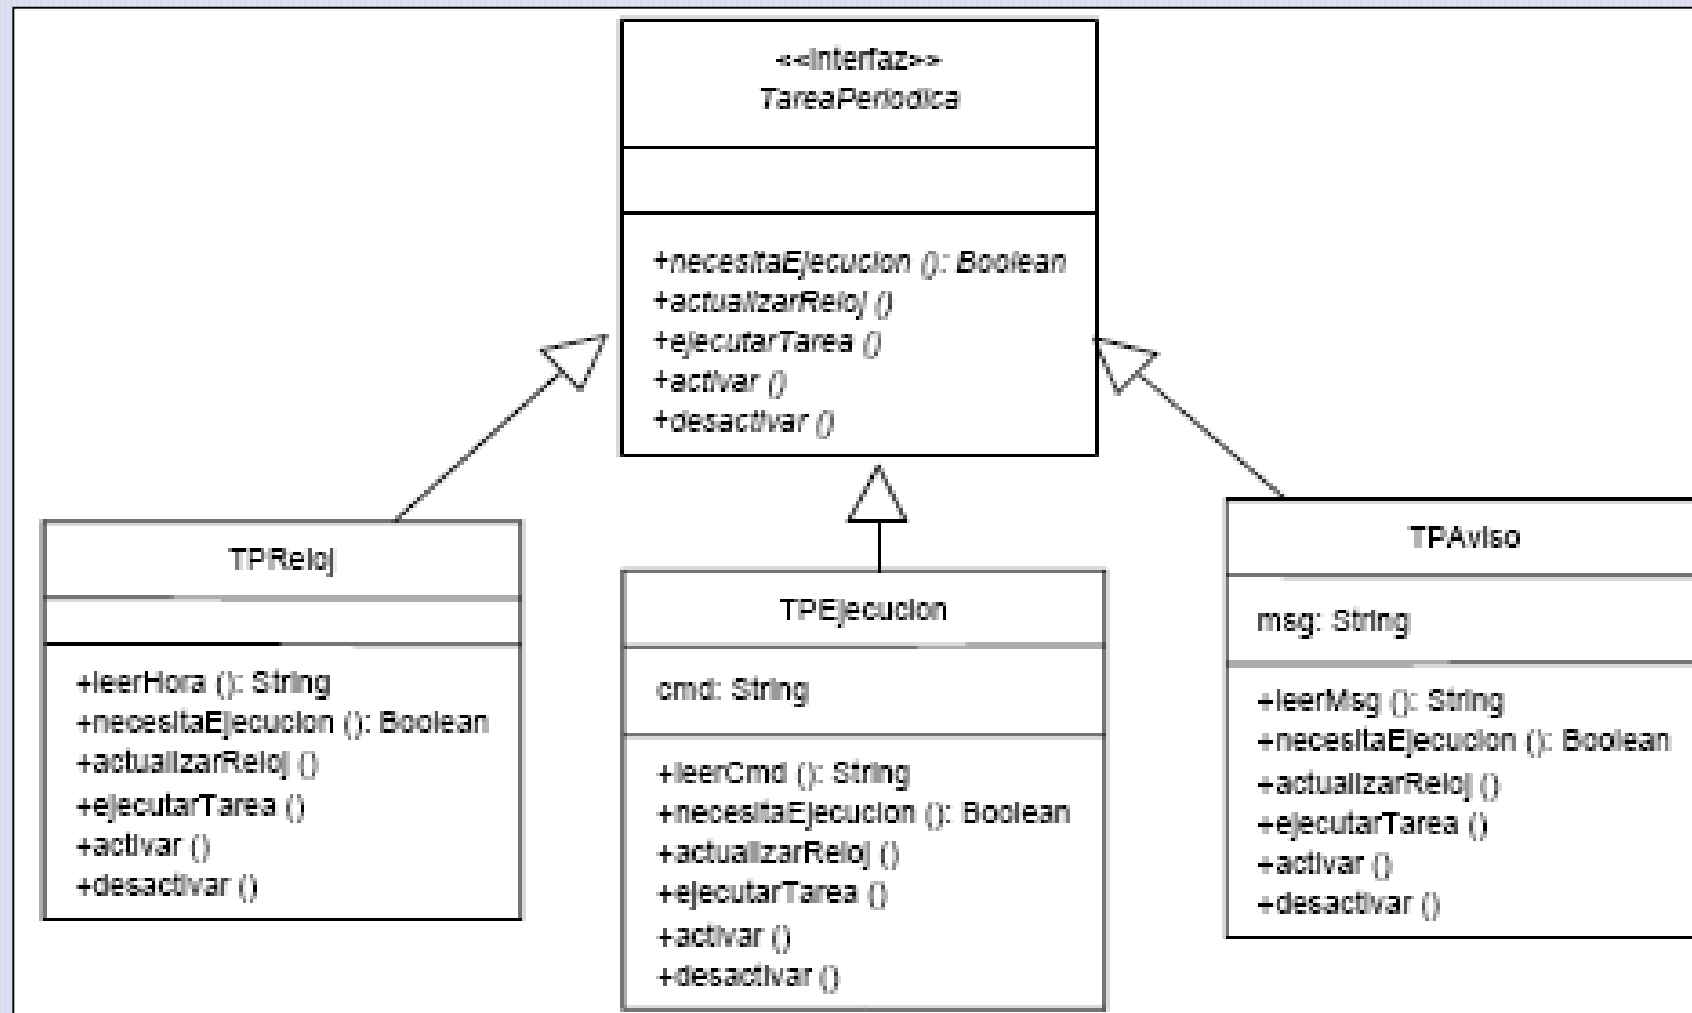 <<Interfaz>>
TareaPeriodica
+necesitaEjecucion (): Boolean
+actualizarReloj ()
+ejecutarTarea ()
+activar ()
+desactivar ()
TPReloj
+leerHora (): String
+necesitaEjecucion (): Boolean
+actualizarReloj ()
+ejecutarTarea ()
+activar ()
+desactivar ()
TPEjecucion
cmd: String
+leerCmd (): String
+necesitaEjecucion (): Boolean
+actualizarReloj ()
+ejecutarTarea ()
+activar ()
+desactivar ()
TPAviso
msg: String
+leerMsg (): String
+necesitaEjecucion (): Boolean
+actualizarReloj ()
+ejecutarTarea ()
+activar ()
+desactivar ()